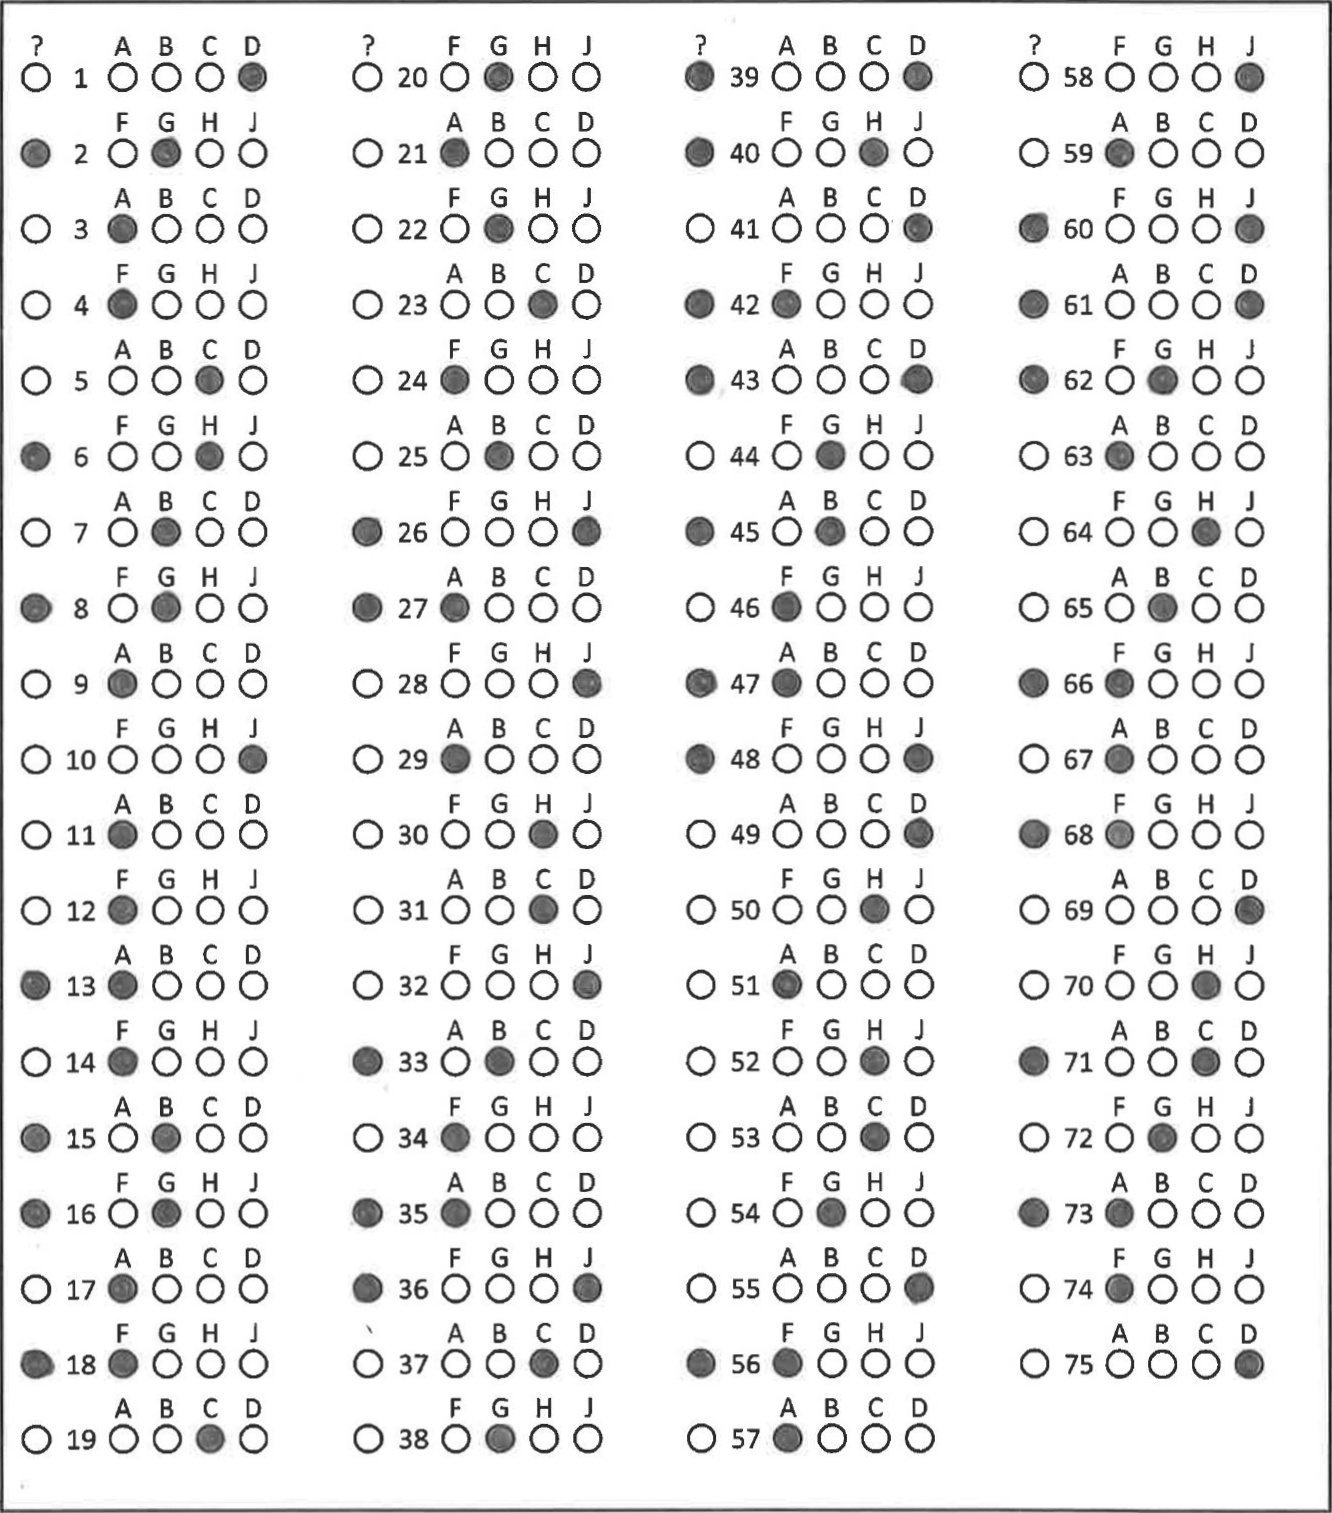 ? A B C D
1
F G H J
2
A B C D
3
F G H J
4
A B C D
5
F G H J
6
A B C D
7
F G H J
8
A B C D
9
F G H J
10
A B C D
11
F G H J
12
A B C D
13
F G H J
14
A B C D
15
F G H J
16
A B C D
17
F G H J
18
A B C D
19
? F G H J
20
A B C D
21
F G H J
22
A B C D
23
F G H J
24
A B C D
25
F G H J
26
A B C D
27
F G H J
28
A B C D
29
F G H J
30
A B C D
31
F G H J
32
A B C D
33
F G H J
34
A B C D
35
F G H J
36
A B C D
37
F G H J
38
? A B C D
39
F G H J
40
A B C D
41
F G H J
42
A B C D
43
F G H J
44
A B C D
45
F G H J
46
A B C D
47
F G H J
48
A B C D
49
F G H J
50
A B C D
51
F G H J
52
A B C D
53
F G H J
54
A B C D
55
F G H J
56
A B C D
57
? F G H J
58
A B C D
59
F G H J
60
A B C D
61
F G H J
62
A B C D
63
F G H J
64
A B C D
65
F G H J
66
A B C D
67
F G H J
68
A B C D
69
F G H J
70
A B C D
71
F G H J
72
A B C D
73
F G H J
74
A B C D
75